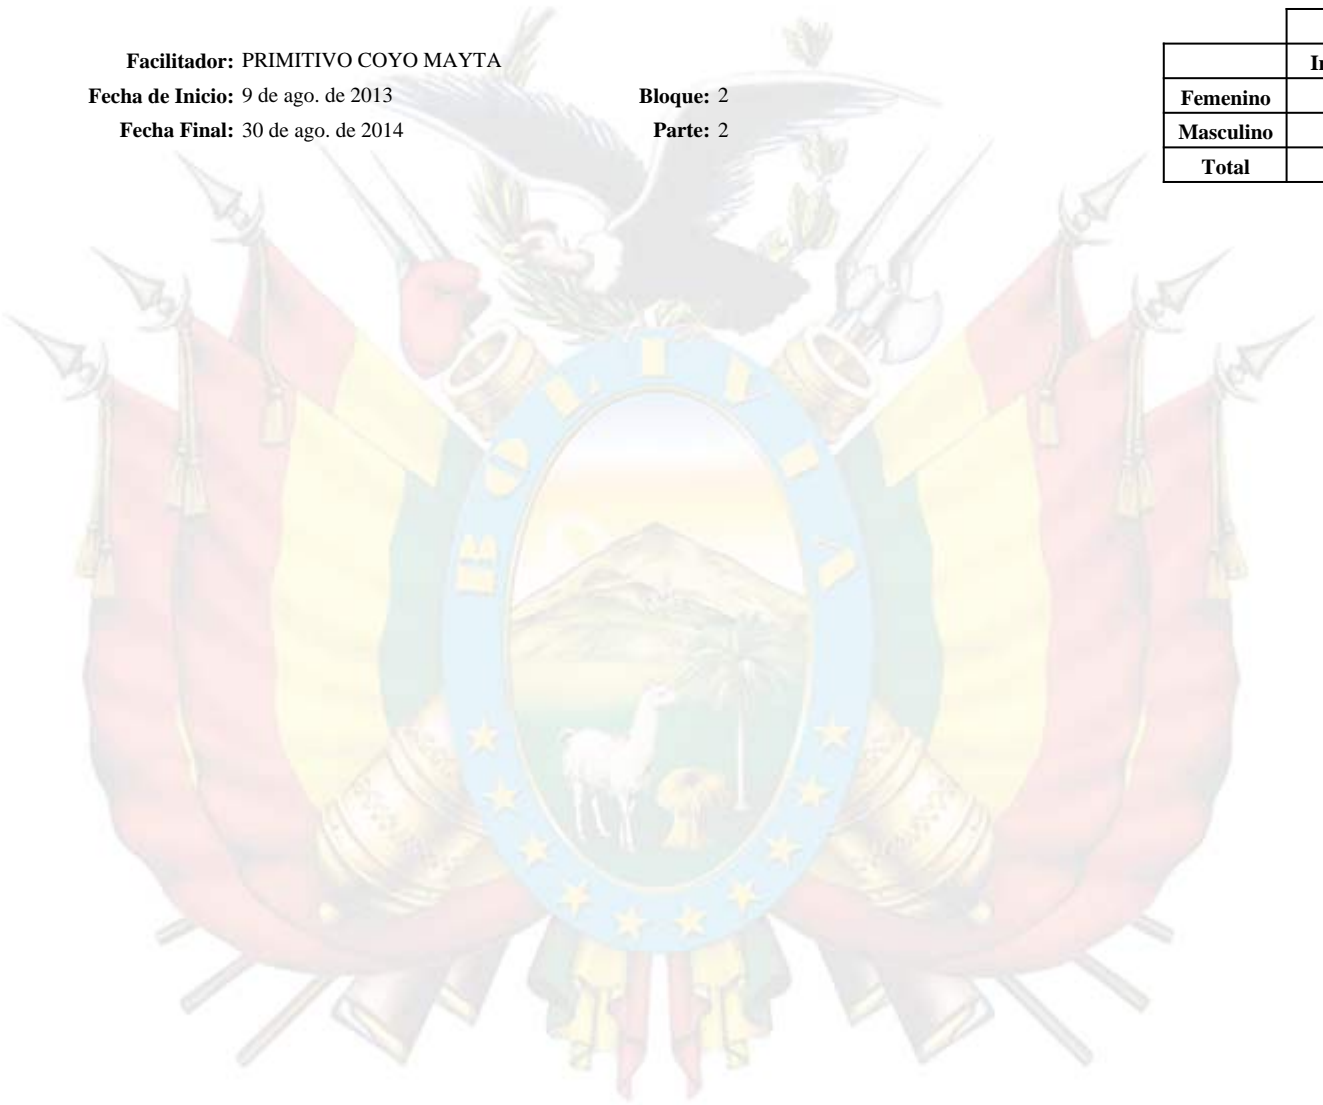 Facilitador: PRIMITIVO COYO MAYTA
Fecha de Inicio: 9 de ago. de 2013 Bloque: 2
Fecha Final: 30 de ago. de 2014 Parte: 2
Femenino
Masculino
Total
BOLIVIA